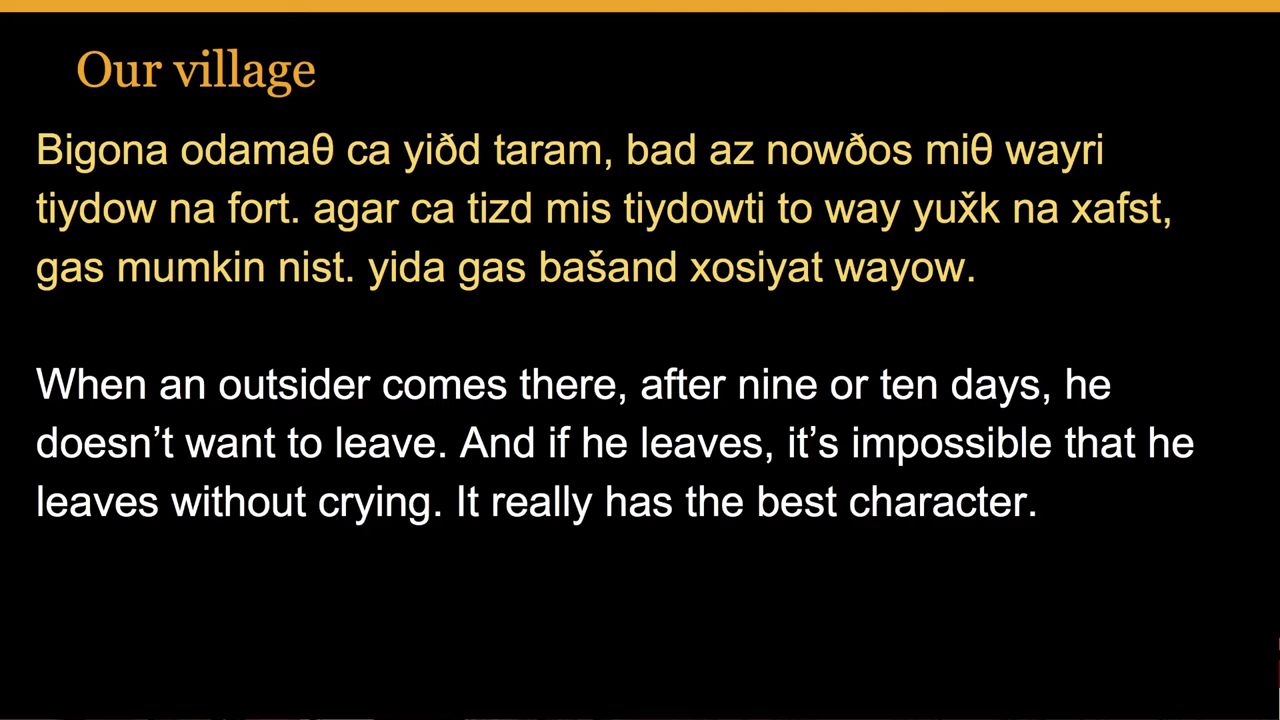 Our village
Bigona odamaθ ca yiðd taram, bad az nowðos miθ wayri
tiydow na fort. agar ca tizd mis tiydowti to way yux̌k na xafst,
gas mumkin nist. yida gas bašand xosiyat wayow.
When an outsider comes there, after nine or ten days, he
doesn’t want to leave. And if he leaves, it’s impossible that he
leaves without crying. It really has the best character.